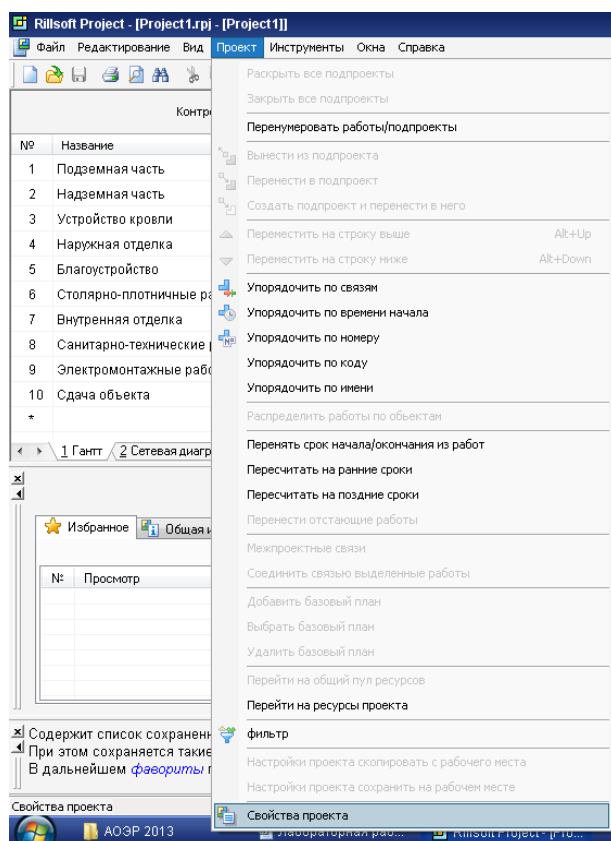 Rillsoft Project - [Project1.rpj - [Project1]]
Файл Редактирование Вид Проект Инструменты Окна Справка
Раскрыть все подпроекты
Закрыть все подпроекты
Перенумеровать работы/подпроекты
Вынести из подпроекта
Перенести в подпроект
Создать подпроект и перенести в него
Переместить на строку выше Alt+Up
Переместить на строку ниже Alt+Down
Упорядочить по связям
Упорядочить по времени начала
Упорядочить по номеру
Упорядочить по коду
Упорядочить по имени
Распределить работы по обьектам
Перенять срок начала/окончания из работ
Пересчитать на ранние сроки
Пересчитать на поздние сроки
Перенести отстающие работы
Межпроектные связи
Соединить связью выделенные работы
Добавить базовый план
Выбрать базовый план
Удалить базовый план
Перейти на общий пул ресурсов
Перейти на ресурсы проекта
фильтр
Настройки проекта скопировать с рабочего места
Настройки проекта сохранить на рабочем месте
Свойства проекта
Контр
№ Название
1 Подземная часть
2 Надземная часть
3 Устройство кровли
4 Наружная отделка
5 Благоустройство
6 Столярно-плотничные ра
7 Внутренняя отделка
8 Санитарно-технические
9 Электромонтажные рабо
10 Сдача объекта
*
1 Гантт 2 Сетевая диагр
Избранное Общая и
№ Просмотр
Содержит список сохранен
При этом сохраняется такие
В дальнейшем фавориты
Свойства проекта
АОЭР 2013 Лабораторная раб... Rillsoft Project - [Pro...